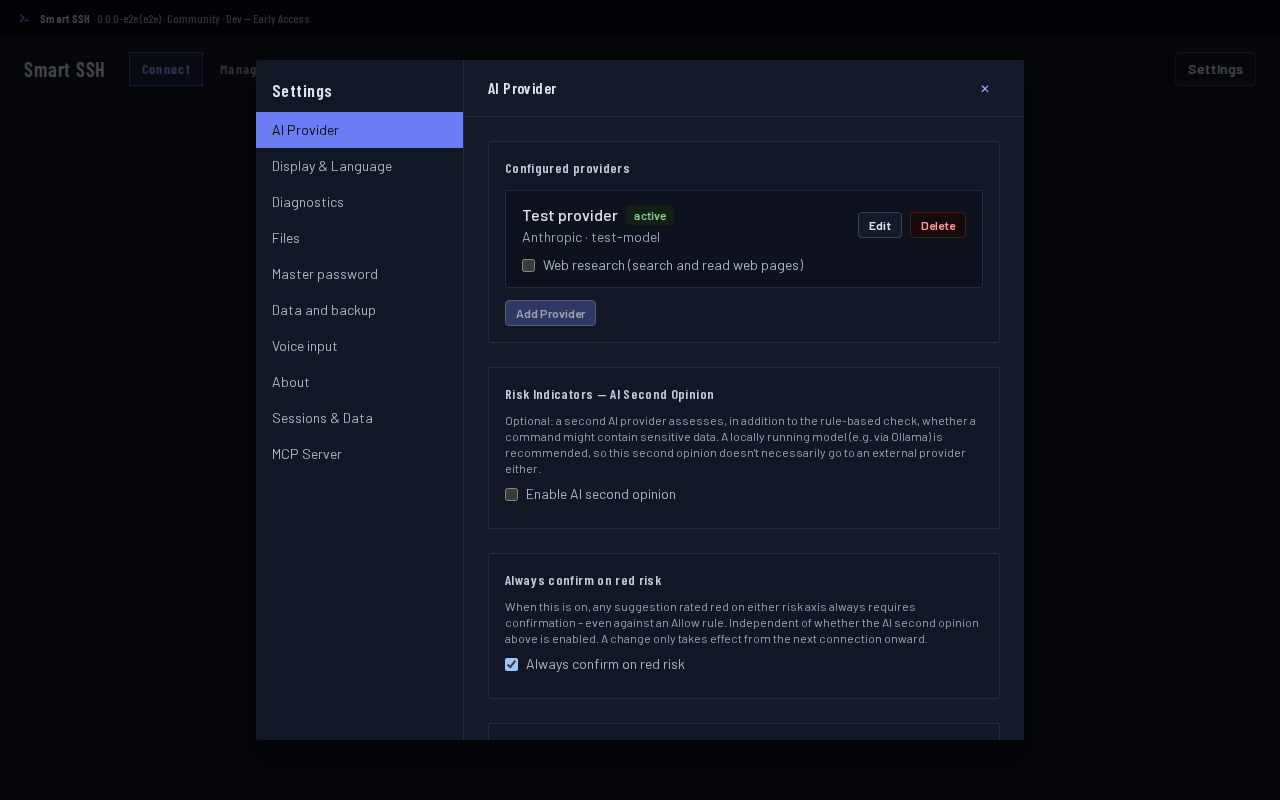 Smart SSH 0.0.0-e2e (e2e) · Community · Dev — Early Access
Smart SSH
Connect
Settings
Settings
AI Provider
Display & Language
Diagnostics
Files
Master password
Data and backup
Voice input
About
Sessions & Data
MCP Server
AI Provider
×
Configured providers
Test provider active
Anthropic · test-model
Edit
Delete
Web research (search and read web pages)
Add Provider
Risk Indicators — AI Second Opinion
Optional: a second AI provider assesses, in addition to the rule-based check, whether a
command might contain sensitive data. A locally running model (e.g. via Ollama) is
recommended, so this second opinion doesn't necessarily go to an external provider
either.
Enable AI second opinion
Always confirm on red risk
When this is on, any suggestion rated red on either risk axis always requires
confirmation – even against an Allow rule. Independent of whether the AI second opinion
above is enabled. A change only takes effect from the next connection onward.
Always confirm on red risk